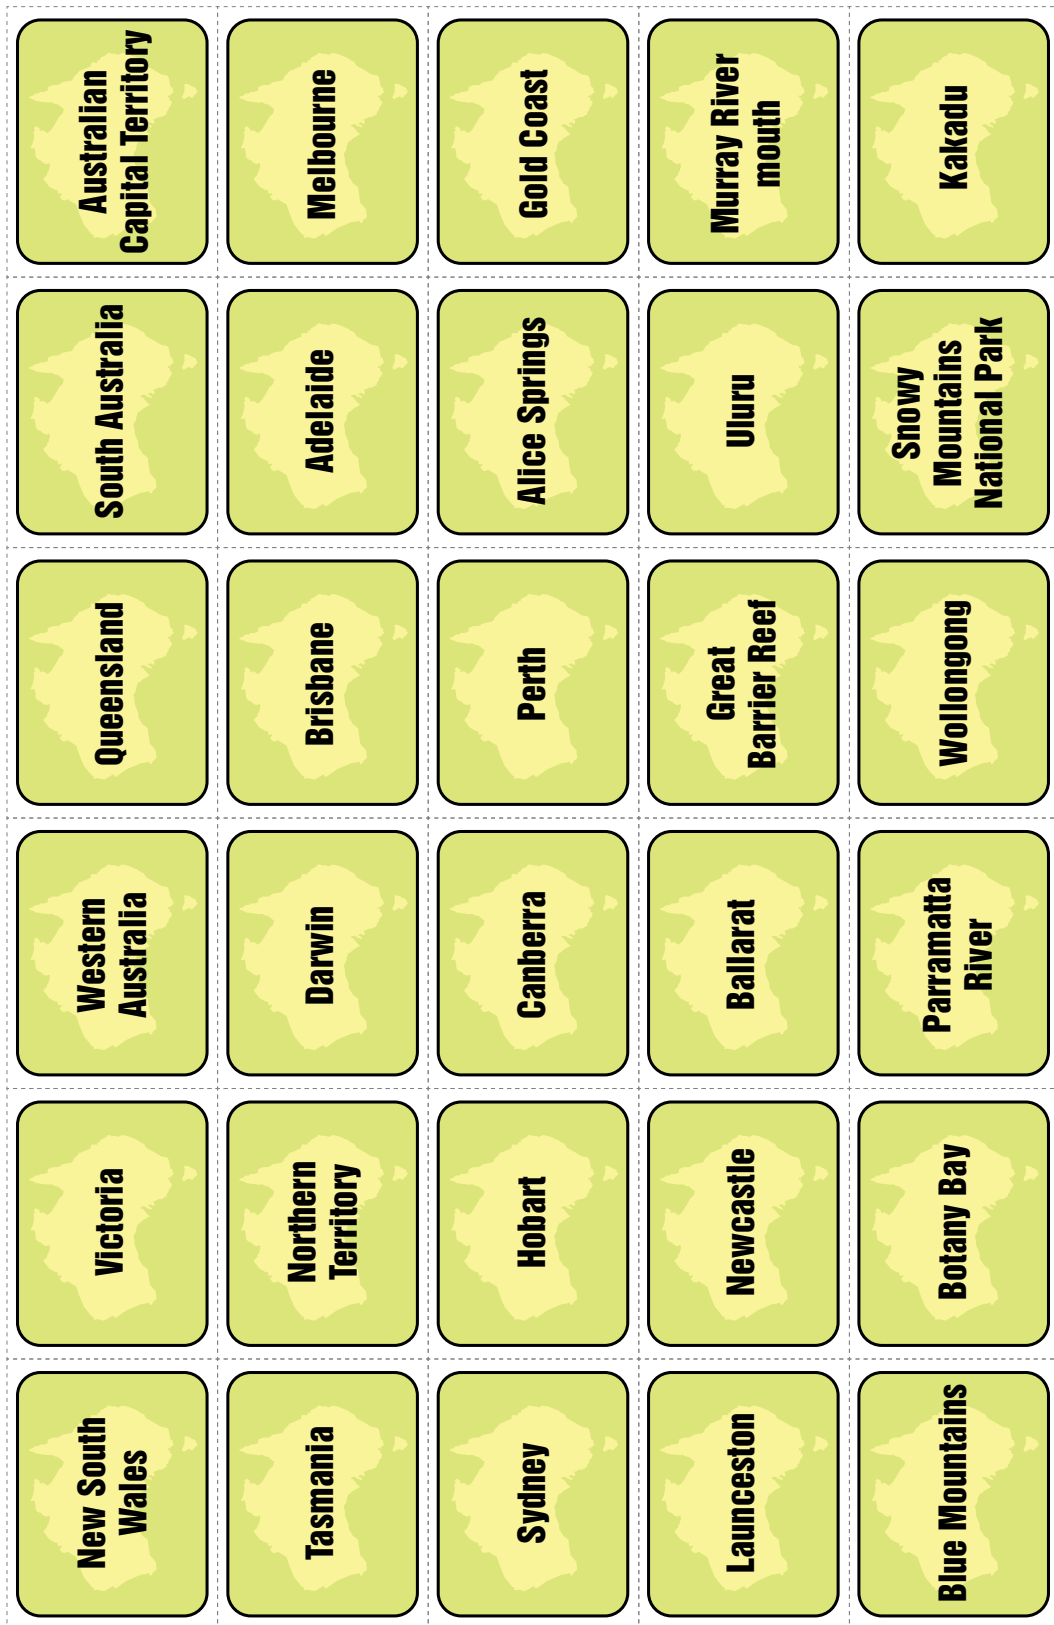 New South
Wales
Victoria
Western
Australia
Queensland
South Australia
Australian
Capital Territory
Tasmania
Northern
Territory
Darwin
Brisbane
Adelaide
Melbourne
Sydney
Hobart
Canberra
Perth
Alice Springs
Gold Coast
Launceston
Newcastle
Ballarat
Great
Barrier Reef
Uluru
Murray River
mouth
Blue Mountains
Botany Bay
Parramatta
River
Wollongong
Snowy
Mountains
National Park
Kakadu